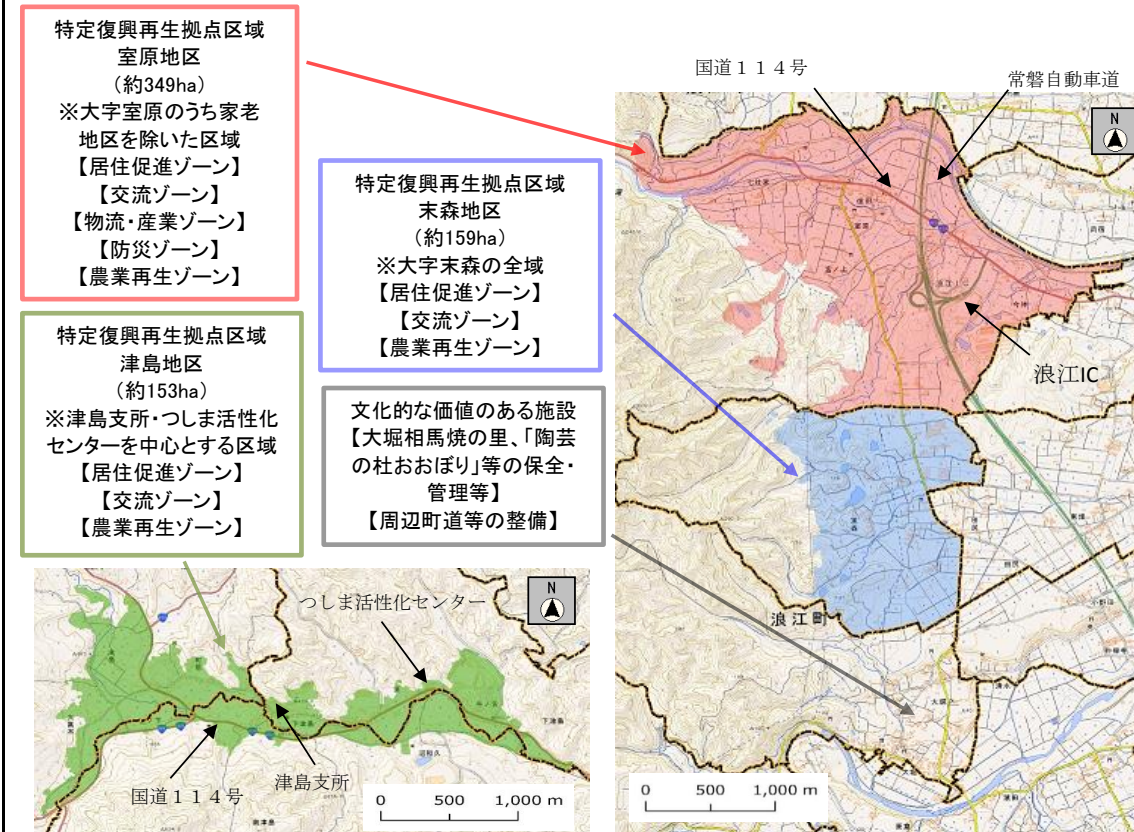 特定復興再生拠点区域
室原地区
(約349ha)
※大字室原のうち家老
地区を除いた区域
【居住促進ゾーン】
【交流ゾーン】
【物流・産業ゾーン】
【防災ゾーン】
【農業再生ゾーン】
特定復興再生拠点区域
末森地区
(約159ha)
※大字末森の全域
【居住促進ゾーン】
【交流ゾーン】
【農業再生ゾーン】
特定復興再生拠点区域
津島地区
(約153ha)
※津島支所・つしま活性化
センターを中心とする区域
【居住促進ゾーン】
【交流ゾーン】
【農業再生ゾーン】
文化的な価値のある施設
【大堀相馬焼の里、「陶芸
の杜おおぼり」等の保全・
管理等】
【周辺町道等の整備】
国道１１４号
常磐自動車道
N
浪江IC
浪江町
0 500 1,000 m
N
つしま活性化センター
下津島
津島支所
国道１１４号
南津島
0 500 1,000 m